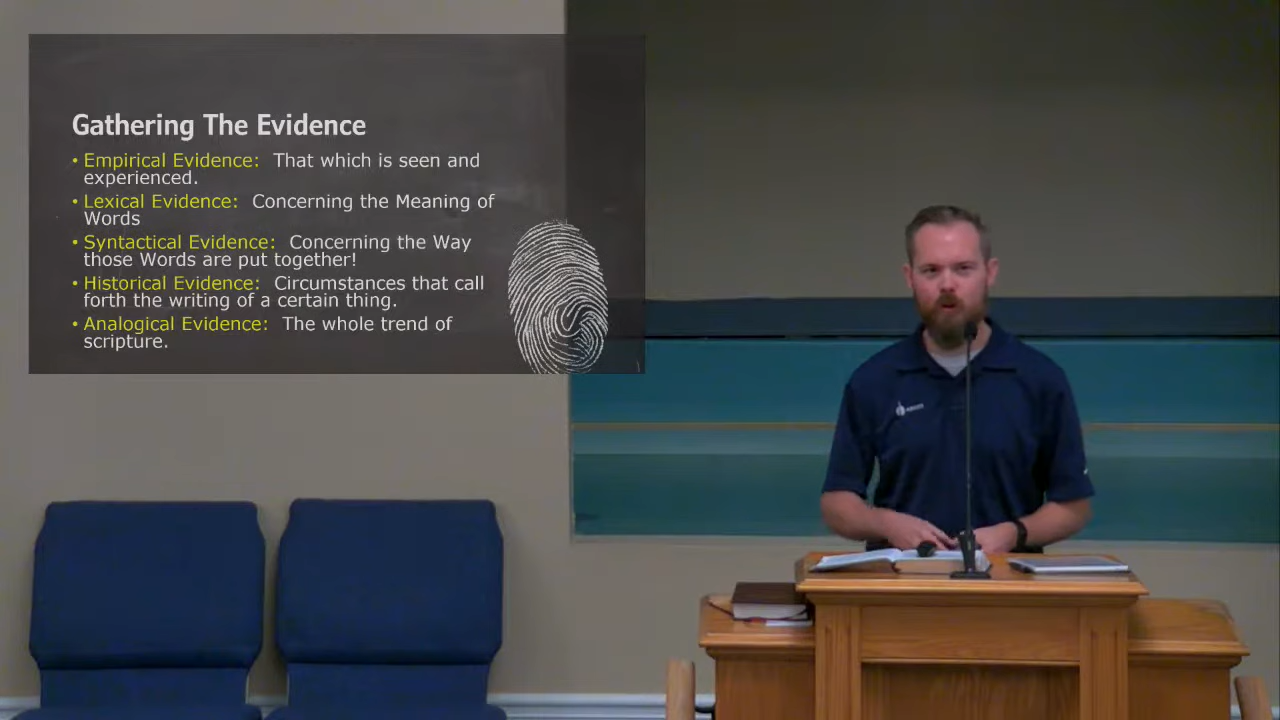 Gathering The Evidence
• Empirical Evidence: That which is seen and
experienced.
• Lexical Evidence: Concerning the Meaning of
Words
• Syntactical Evidence: Concerning the Way
those Words are put together!
• Historical Evidence: Circumstances that call
forth the writing of a certain thing.
• Analogical Evidence: The whole trend of
scripture.